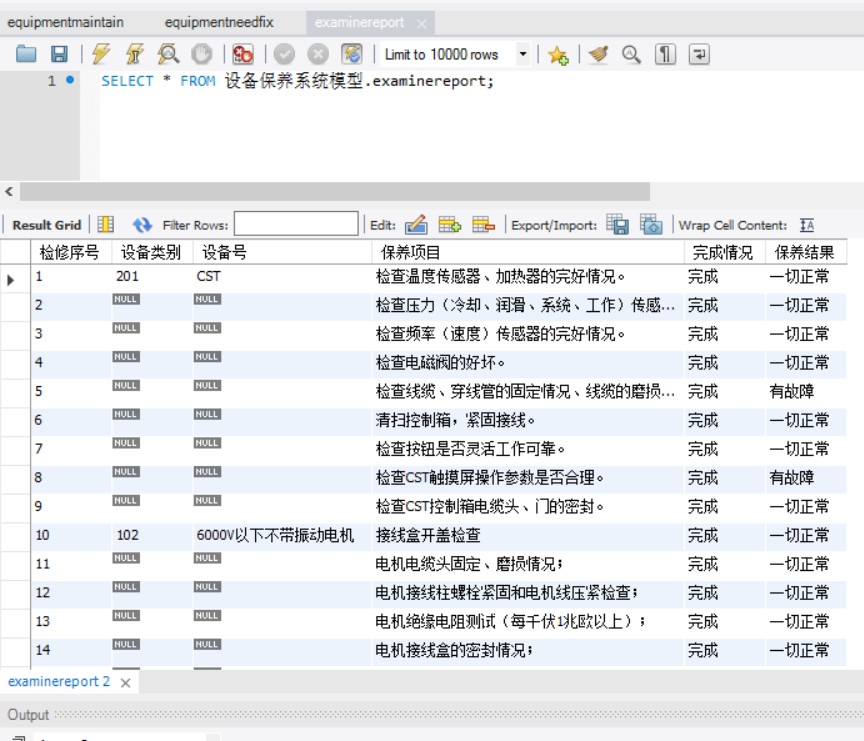 equipmentmaintain equipmentneedfix examinereport
Limit to 10000 rows
1 SELECT * FROM 设备保养系统模型.examinereport;
Result Grid Filter Rows: Edit: Export/Import: Wrap Cell Content:
检修序号 设备类别 设备号 保养项目 完成情况 保养结果
1 201 CST 检查温度传感器、加热器的完好情况。 完成 一切正常
2 NULL NULL 检查压力（冷却、润滑、系统、工作）传感... 完成 一切正常
3 NULL NULL 检查频率（速度）传感器的完好情况。 完成 一切正常
4 NULL NULL 检查电磁阀的好坏。 完成 一切正常
5 NULL NULL 检查线缆、穿线管的固定情况、线缆的磨损... 完成 有故障
6 NULL NULL 清扫控制箱，紧固接线。 完成 一切正常
7 NULL NULL 检查按钮是否灵活工作可靠。 完成 一切正常
8 NULL NULL 检查CST触摸屏操作参数是否合理。 完成 有故障
9 NULL NULL 检查CST控制箱电缆头、门的密封。 完成 一切正常
10 102 6000V以下不带振动电机 接线盒开盖检查 完成 一切正常
11 NULL NULL 电机电缆头固定、磨损情况; 完成 一切正常
12 NULL NULL 电机接线柱螺栓紧固和电机线压紧检查; 完成 一切正常
13 NULL NULL 电机绝缘电阻测试（每千伏1兆欧以上）; 完成 一切正常
14 NULL NULL 电机接线盒的密封情况; 完成 一切正常
examinereport 2
Output